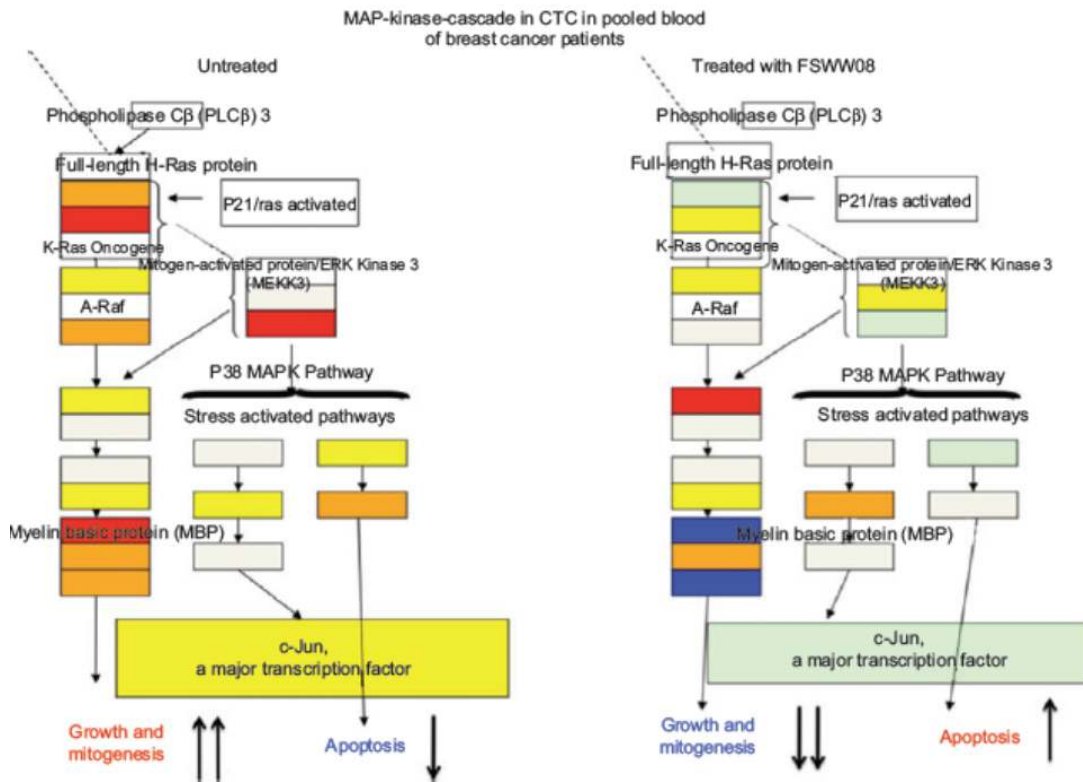 MAP-kinase-cascade in CTC in pooled blood
of breast cancer patients
Untreated
Phospholipase Cβ (PLCβ) 3
Full-length H-Ras protein
P21/ras activated
K-Ras Oncogene
Mitogen-activated protein/ERK Kinase 3
(MEKK3)
A-Raf
P38 MAPK Pathway
Stress activated pathways
Myelin basic protein (MBP)
c-Jun,
a major transcription factor
Growth and
mitogenesis
Apoptosis
Treated with FSWW08
Phospholipase Cβ (PLCβ) 3
Full-length H-Ras protein
P21/ras activated
K-Ras Oncogene
Mitogen-activated protein/ERK Kinase 3
(MEKK3)
A-Raf
P38 MAPK Pathway
Stress activated pathways
Myelin basic protein (MBP)
c-Jun,
a major transcription factor
Growth and
mitogenesis
Apoptosis